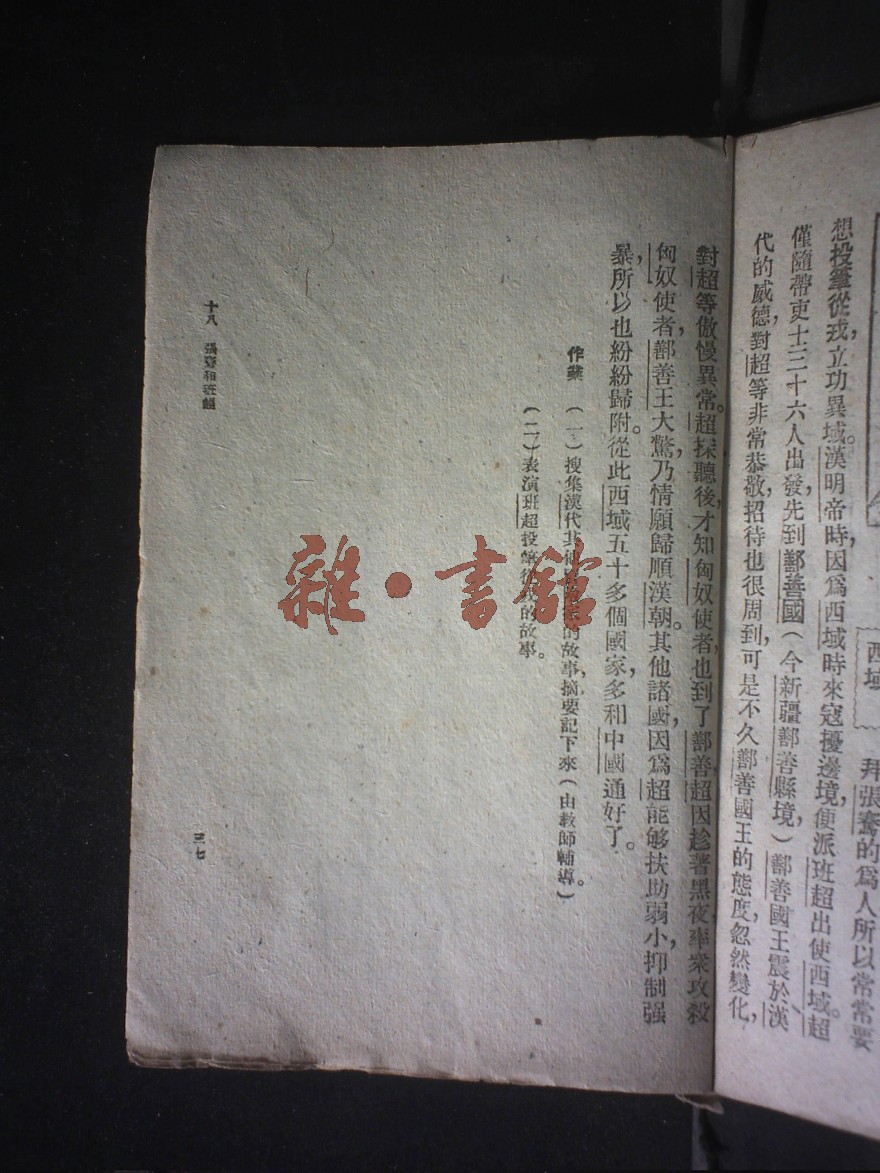 西域
拜張騫的爲人所以常常要
想投筆從戎,立功異域。漢明帝時,因爲西域時來寇擾邊境,便派班超出使西域。超
僅隨帶吏士三十六人出發,先到鄯善國(今新疆鄯善縣境,)鄯善國王震於漢
代的威德,對超等非常恭敬,招待也很周到,可是不久鄯善國王的態度,忽然變化,
對超等傲慢異常。超探聽後,才知匈奴使者,也到了鄯善,超因趁著黑夜,率衆攻殺
匈奴使者,鄯善王大驚,乃情願歸順漢朝。其他諸國,因爲超能够扶助弱小,抑制强
暴,所以也紛紛歸附。從此西域五十多個國家,多和中國通好了。
作業 (一)搜集漢代其他的故事,摘要記下來(由教師輔導。)
(二)表演班超投筆從戎的故事。
十八 張騫和班超
三七
雜·書館